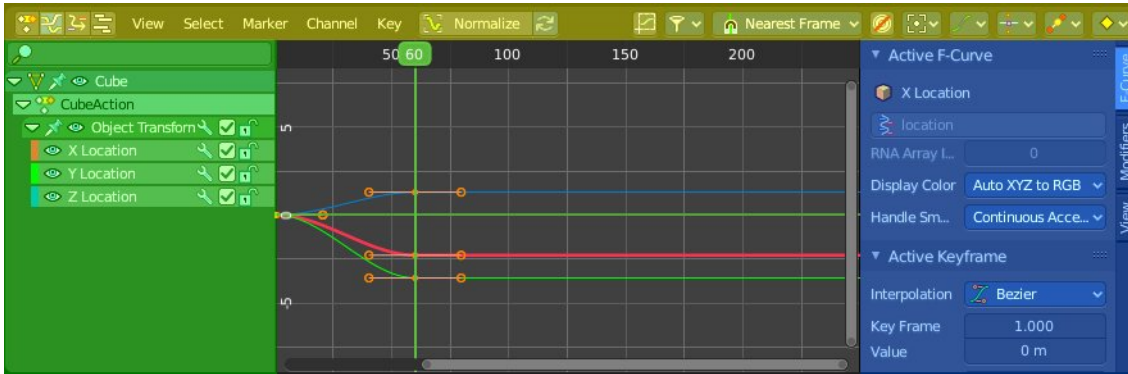 View Select Marker Channel Key Normalize Nearest Frame
50 60 100 150 200
Active F-Curve
Cube
X Location
CubeAction
location
Object Transforn
5
RNA Array I... 0
X Location
Y Location
Display Color Auto XYZ to RGB
Z Location
Handle Sm... Continuous Acce...
0
Active Keyframe
Interpolation Bezier
-5
Key Frame 1.000
Value 0 m
F-Curve
Modifiers
View